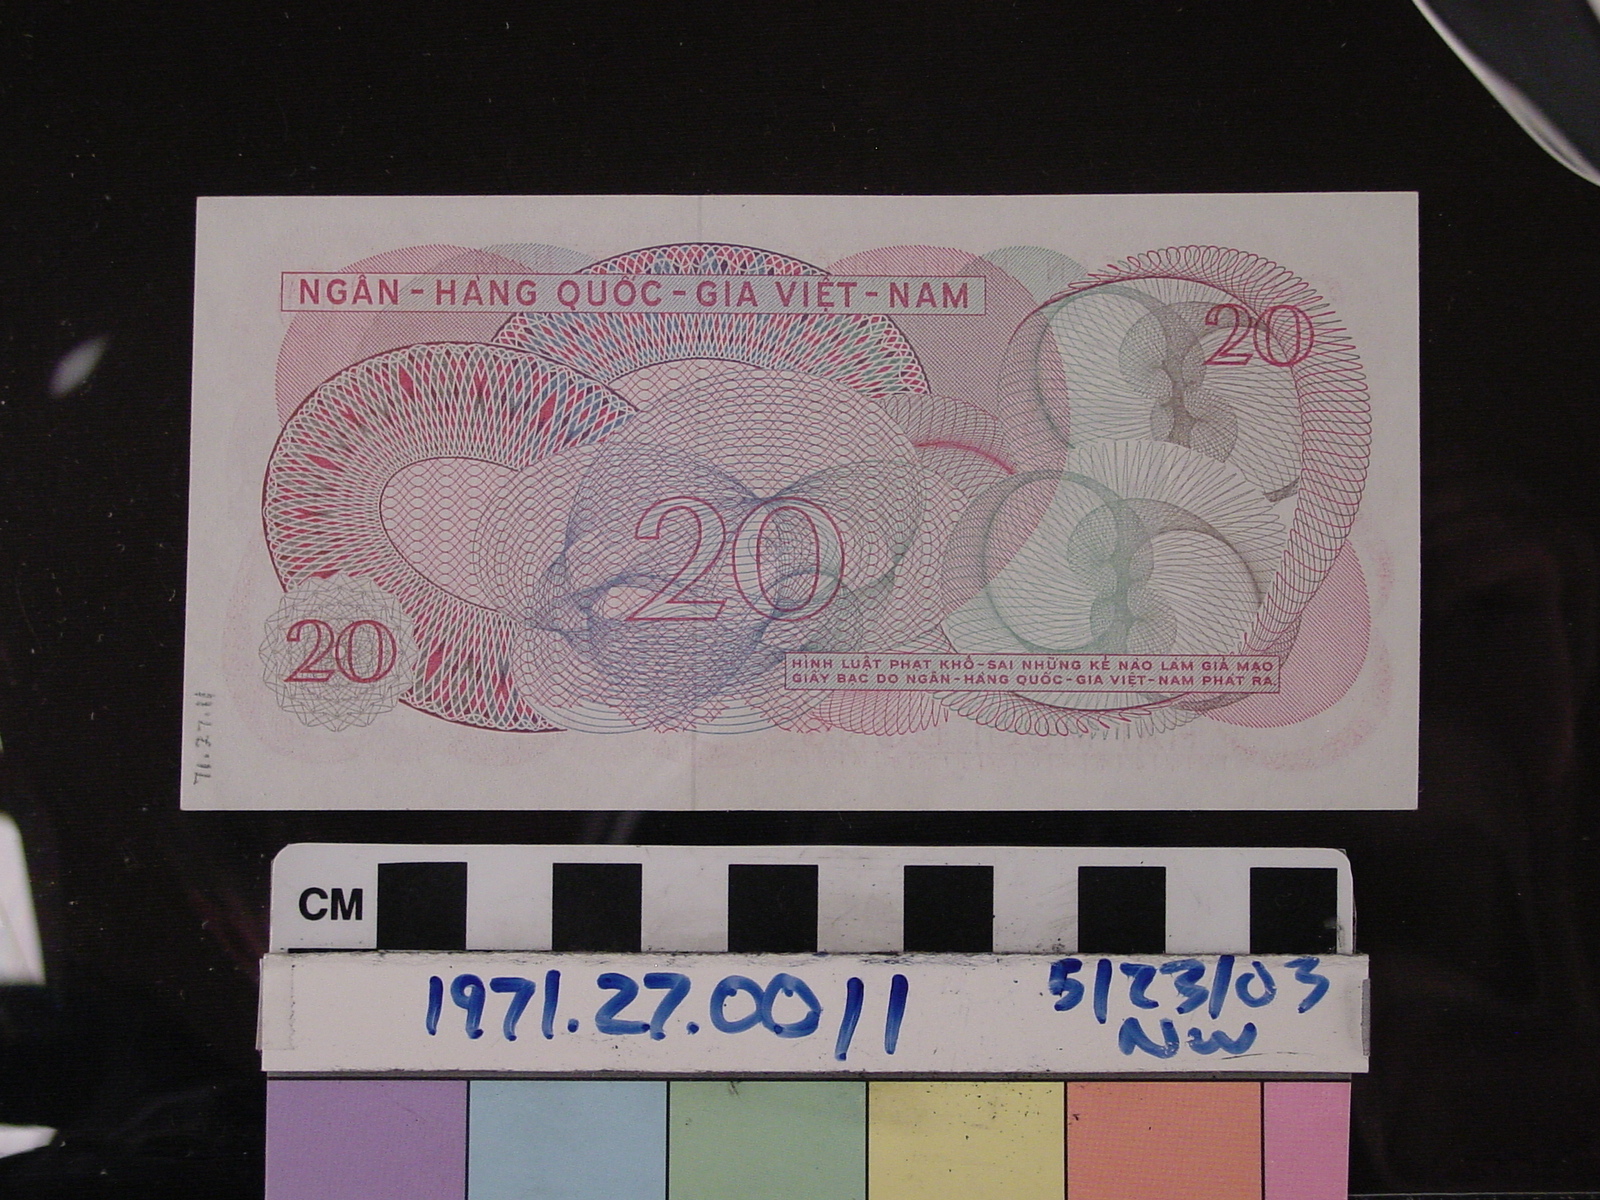 NGÂN-HÀNG QUỐC-GIA VIỆT-NAM
20
20
20
HÌNH LUẬT PHẠT KHỔ-SAI NHỮNG KẺ NÀO LÀM GIẢ MẠO
GIẤY BẠC DO NGÂN-HÀNG QUỐC-GIA VIỆT-NAM PHÁT RA.
71.27.11
CM
1971.27.0011
5/23/03
NW